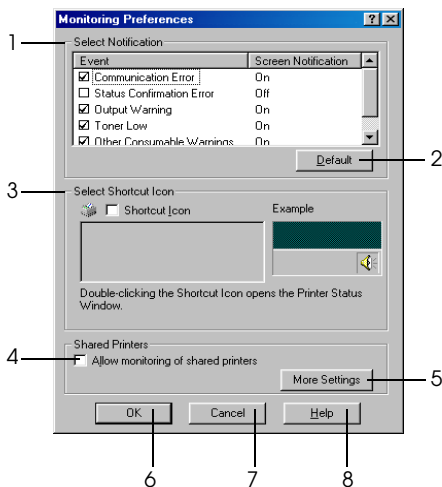 Monitoring Preferences
1
Select Notification
Event Screen Notification
Communication Error On
Status Confirmation Error Off
Output Warning On
Toner Low On
Other Consumable Warnings On
Default
2
3
Select Shortcut Icon
Shortcut Icon
Example
Double-clicking the Shortcut Icon opens the Printer Status
Window.
Shared Printers
4
Allow monitoring of shared printers
More Settings
5
OK Cancel Help
6 7 8